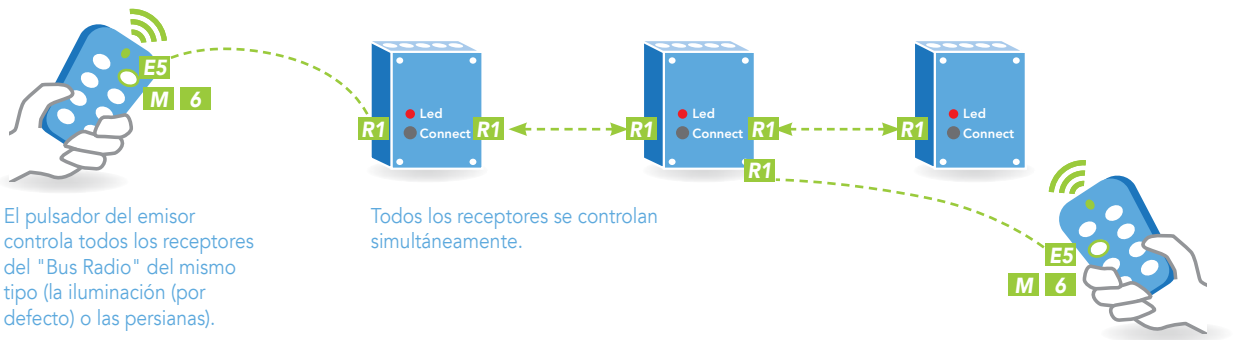 E5
M 6
R1
Led
Connect
R1
R1
Led
Connect
R1
R1
R1
Led
Connect
El pulsador del emisor
controla todos los receptores
del "Bus Radio" del mismo
tipo (la iluminación (por
defecto) o las persianas).
Todos los receptores se controlan
simultáneamente.
E5
M 6